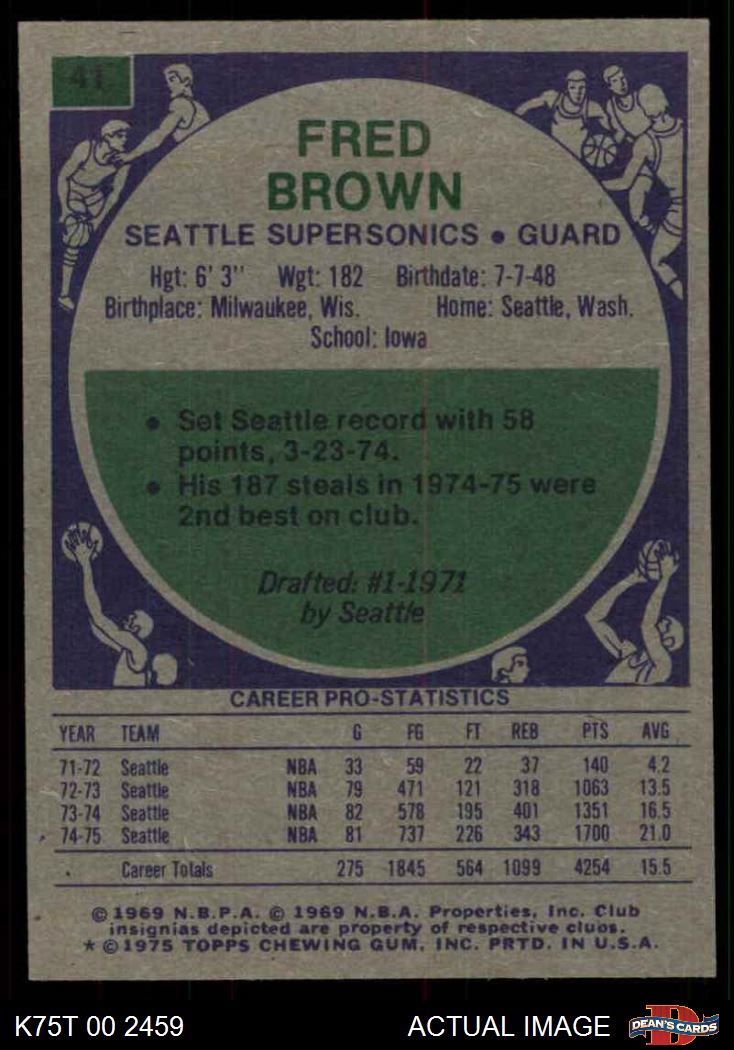 41
FRED
BROWN
SEATTLE SUPERSONICS • GUARD
Hgt: 6' 3" Wgt: 182 Birthdate: 7-7-48
Birthplace: Milwaukee, Wis. Home: Seattle, Wash.
School: Iowa
• Set Seattle record with 58
points, 3-23-74.
• His 187 steals in 1974-75 were
2nd best on club.
Drafted: #1-1971
by Seattle
CAREER PRO-STATISTICS
YEAR TEAM G FG FT REB PTS AVG
71-72 Seattle NBA 33 59 22 37 140 4.2
72-73 Seattle NBA 79 471 121 318 1063 13.5
73-74 Seattle NBA 82 578 195 401 1351 16.5
74-75 Seattle NBA 81 737 226 343 1700 21.0
Career Totals 275 1845 564 1099 4254 15.5
© 1969 N.B.P.A. © 1969 N.B.A. Properties, Inc. Club
insignias depicted are property of respective clubs.
* © 1975 TOPPS CHEWING GUM, INC. PRTD. IN U.S.A.
K75T 00 2459 ACTUAL IMAGE DEAN'S CARDS